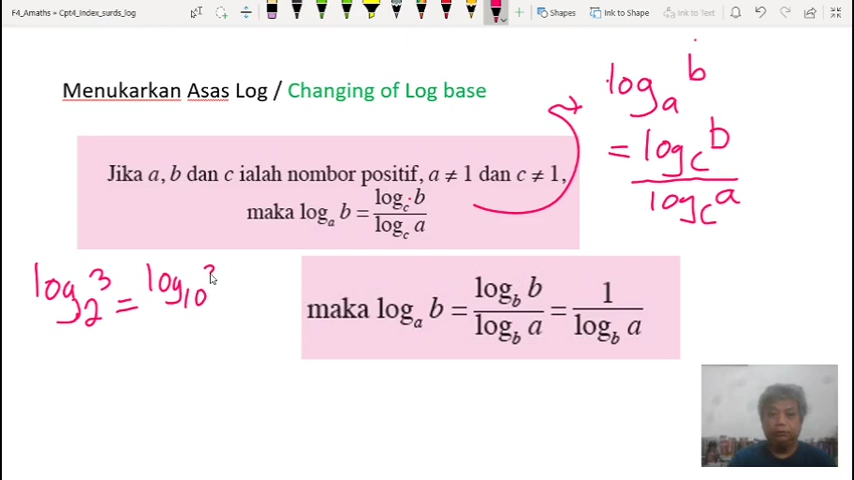 F4_Amaths » Cpt4_Index_surds_log
Shapes
Ink to Shape
Ink to Text
Menukarkan Asas Log / Changing of Log base
Jika a, b dan c ialah nombor positif, a ≠ 1 dan c ≠ 1,
maka log_a b = log_c b / log_c a
log_a b
= log_c b / log_c a
log_2 3 = log_10
maka log_a b = log_b b / log_b a = 1 / log_b a